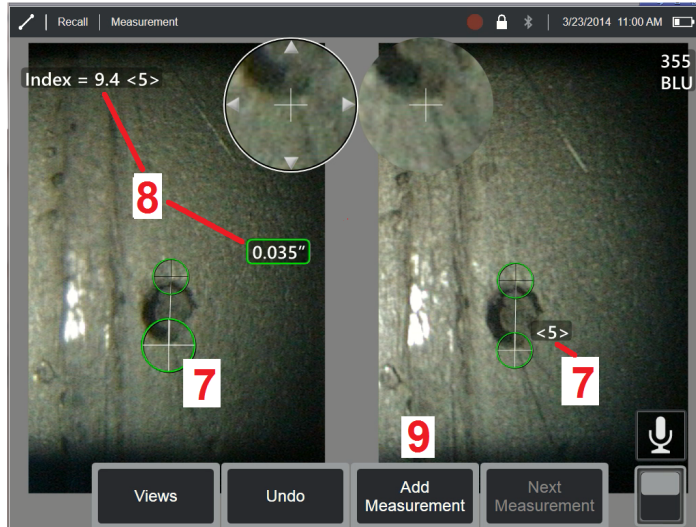 Recall | Measurement
3/23/2014 11:00 AM
Index = 9.4 <5>
355
BLU
8
0.035"
<5>
7
7
9
Views
Undo
Add
Measurement
Next
Measurement